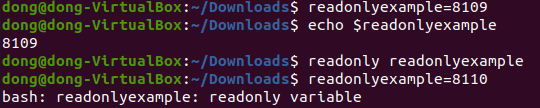 dong@dong-VirtualBox:~/Downloads$ readonlyexample=8109
dong@dong-VirtualBox:~/Downloads$ echo $readonlyexample
8109
dong@dong-VirtualBox:~/Downloads$ readonly readonlyexample
dong@dong-VirtualBox:~/Downloads$ readonlyexample=8110
bash: readonlyexample: readonly variable